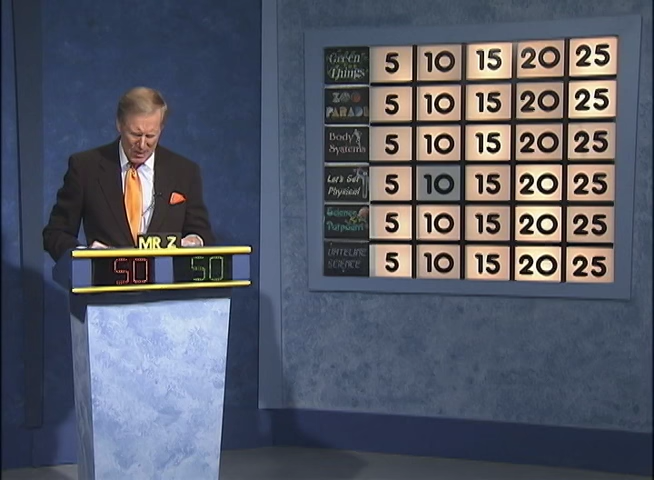 Green Things 5 10 15 20 25
ZOO PARADE 5 10 15 20 25
Body Systems 5 10 15 20 25
Let's Get Physical 5 10 15 20 25
Science Potpourri 5 10 15 20 25
DATELINE SCIENCE 5 10 15 20 25
MR Z
50 50